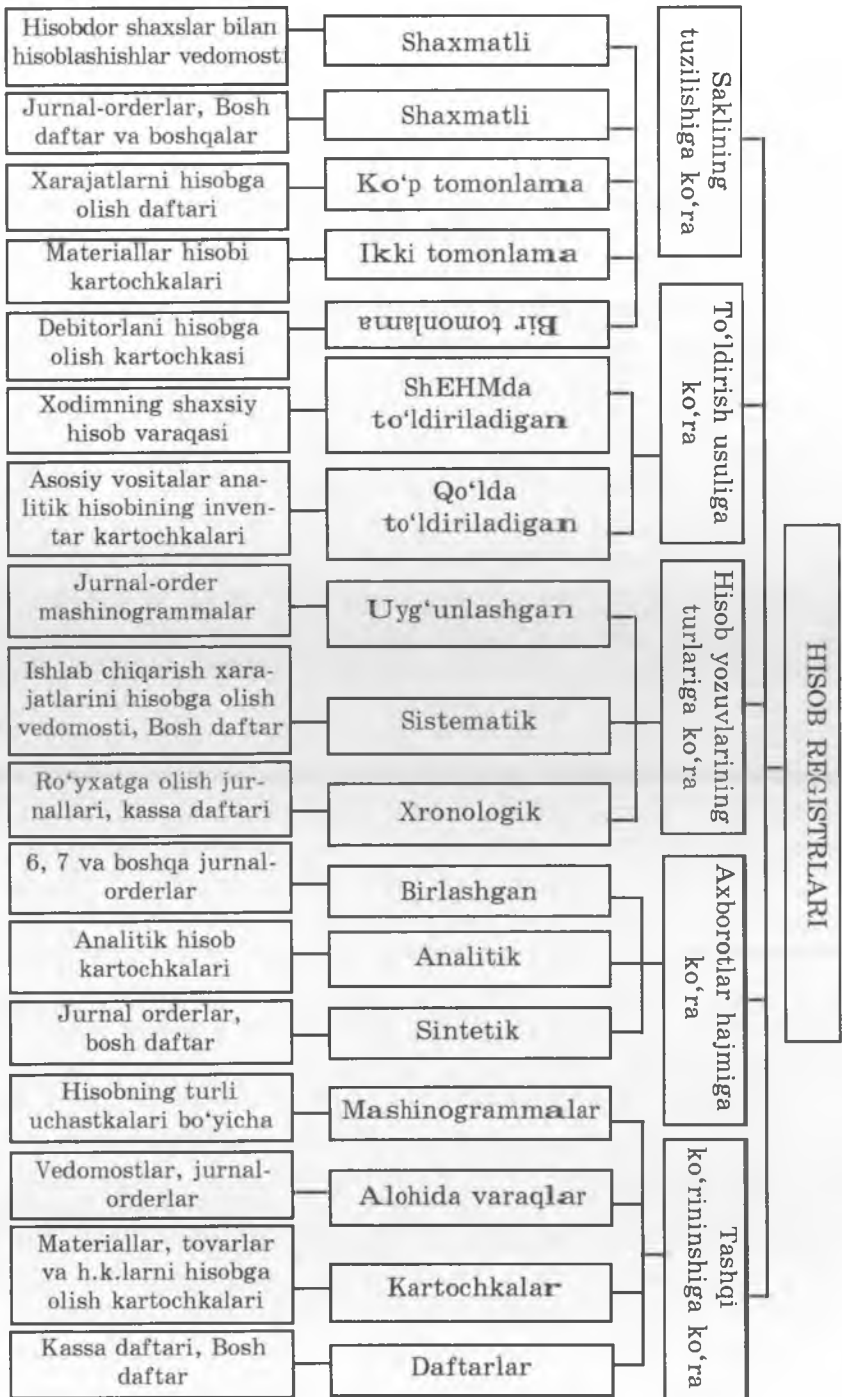 Hisobdor shaxslar bilan
hisoblashishlar vedomosti
Shaxmatli
Jurnal-orderlar, Bosh
daftar va boshqalar
Shaxmatli
Xarajatlarni hisobga
olish daftari
Ko‘p tomonlama
Materiallar hisobi
kartochkalari
Ikki tomonlama
Debitorlani hisobga
olish kartochkasi
Bir tomonlama
Saklining
tuzilishiga ko‘ra
Xodimning shaxsiy
hisob varaqasi
ShEHMda
to‘ldiriladigan
Asosiy vositalar ana-
litik hisobining inven-
tar kartochkalari
Qo‘lda
to‘ldiriladigan
To‘ldirish usuliga
ko‘ra
Jurnal-order
mashinogrammalar
Uyg‘unlashgan
Ishlab chiqarish xara-
jatlarini hisobga olish
vedomosti, Bosh daftar
Sistematik
Ro‘yxatga olish jur-
nallari, kassa daftari
Xronologik
Hisob yozuvlarining
turlariga ko‘ra
6, 7 va boshqa jurnal-
orderlar
Birlashgan
Analitik hisob
kartochkalari
Analitik
Jurnal orderlar,
bosh daftar
Sintetik
Axborotlar hajmiga
ko‘ra
Hisobning turli
uchastkalari bo‘yicha
Mashinogrammalar
Vedomostlar, jurnal-
orderlar
Alohida varaqlar
Materiallar, tovarlar
va h.k.larni hisobga
olish kartochkalari
Kartochkalar
Kassa daftari, Bosh
daftar
Daftarlar
Tashqi
ko‘rininshiga ko‘ra
HISOB REGISTRLARI